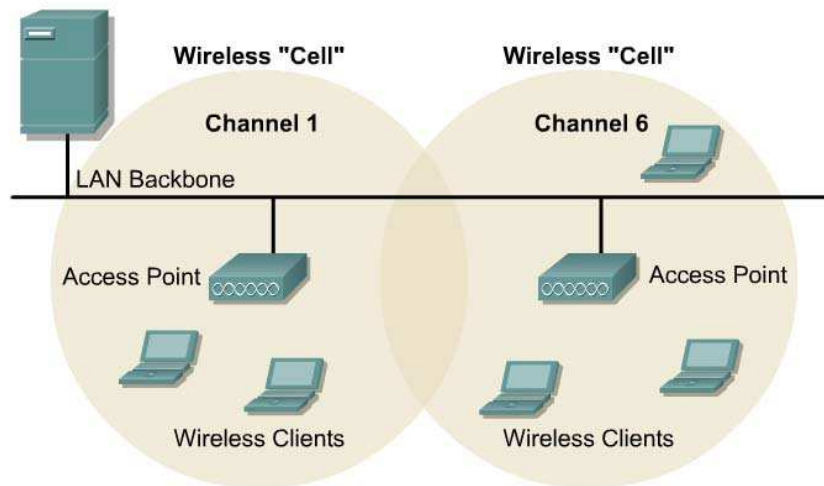 Wireless "Cell"
Wireless "Cell"
Channel 1
Channel 6
LAN Backbone
Access Point
Access Point
Wireless Clients
Wireless Clients